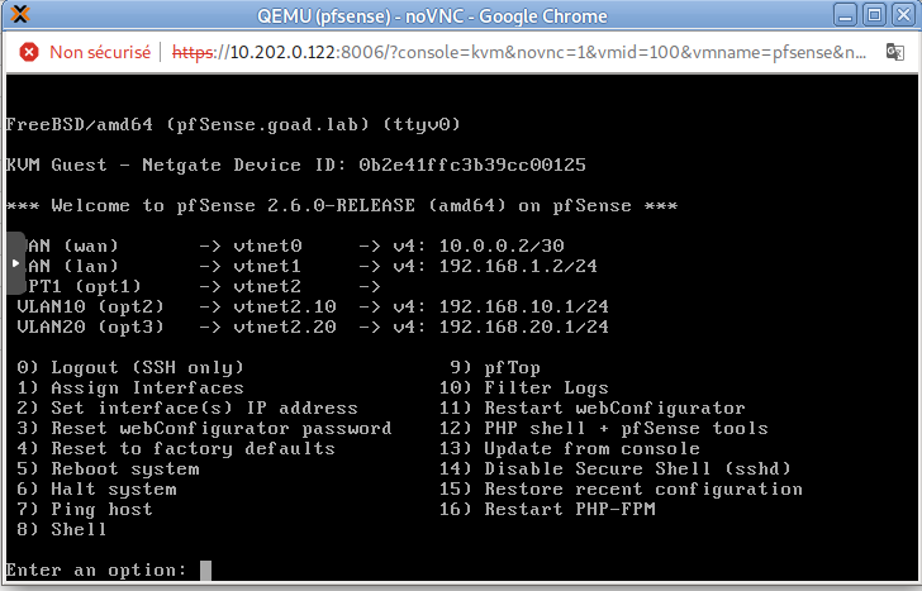 QEMU (pfsense) - noVNC - Google Chrome
Non sécurisé | https://10.202.0.122:8006/?console=kvm&novnc=1&vmid=100&vmname=pfsense&n...
FreeBSD/amd64 (pfSense.goad.lab) (ttyv0)
KVM Guest - Netgate Device ID: 0b2e41ffc3b39cc00125
*** Welcome to pfSense 2.6.0-RELEASE (amd64) on pfSense ***
AN (wan) -> vtnet0 -> v4: 10.0.0.2/30
AN (lan) -> vtnet1 -> v4: 192.168.1.2/24
PT1 (opt1) -> vtnet2 ->
VLAN10 (opt2) -> vtnet2.10 -> v4: 192.168.10.1/24
VLAN20 (opt3) -> vtnet2.20 -> v4: 192.168.20.1/24
0) Logout (SSH only) 9) pfTop
1) Assign Interfaces 10) Filter Logs
2) Set interface(s) IP address 11) Restart webConfigurator
3) Reset webConfigurator password 12) PHP shell + pfSense tools
4) Reset to factory defaults 13) Update from console
5) Reboot system 14) Disable Secure Shell (sshd)
6) Halt system 15) Restore recent configuration
7) Ping host 16) Restart PHP-FPM
8) Shell
Enter an option: